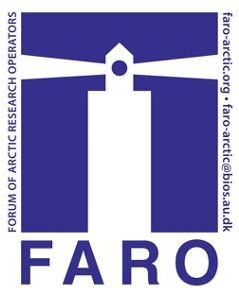 FORUM OF ARCTIC RESEARCH OPERATORS
faro-arctic.org • faro-arctic@bios.au.dk
FARO